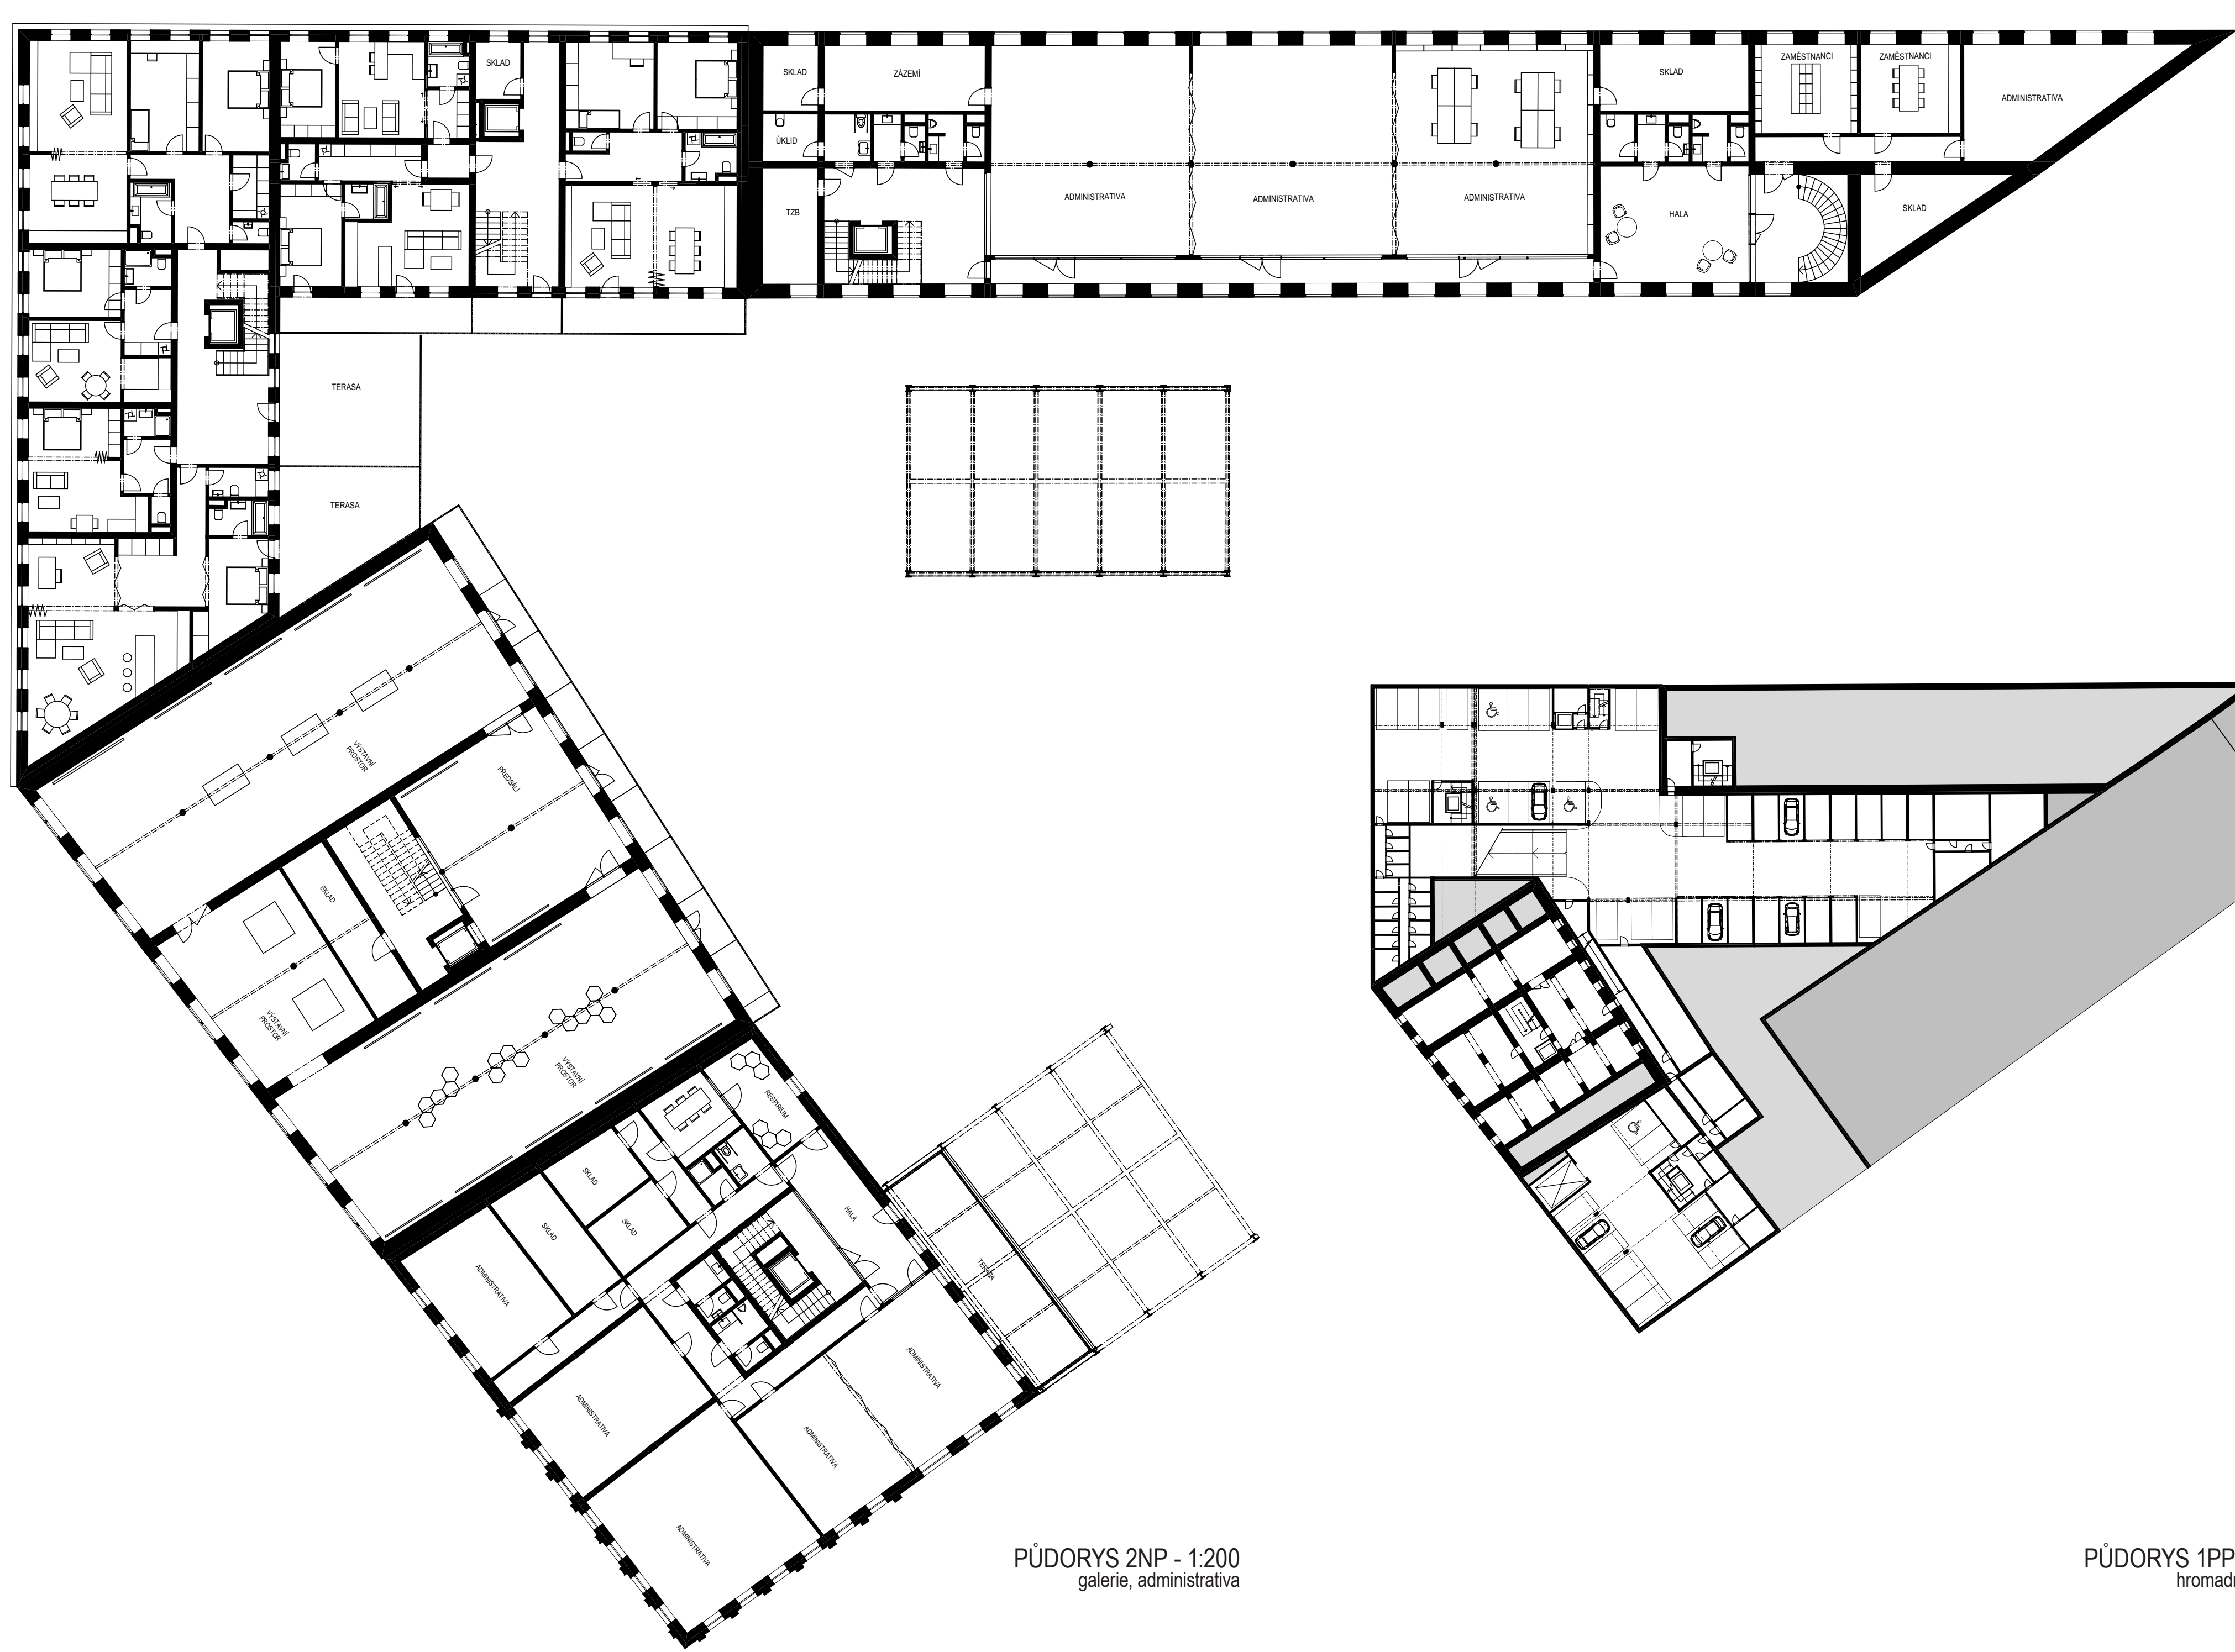 SKLAD
SKLAD
ZÁZEMÍ
SKLAD
ZAMĚSTNANCI
ZAMĚSTNANCI
ADMINISTRATIVA
ÚKLID
TZB
ADMINISTRATIVA
ADMINISTRATIVA
ADMINISTRATIVA
HALA
SKLAD
TERASA
TERASA
VÝSTAVNÍ
PROSTOR
PŘEDSÁLÍ
SKLAD
VÝSTAVNÍ
PROSTOR
VÝSTAVNÍ
PROSTOR
RESPIRIUM
SKLAD
SKLAD
SKLAD
HALA
TERASA
ADMINISTRATIVA
ADMINISTRATIVA
ADMINISTRATIVA
ADMINISTRATIVA
ADMINISTRATIVA
PŮDORYS 2NP - 1:200
galerie, administrativa
PŮDORYS 1PP
hromadn